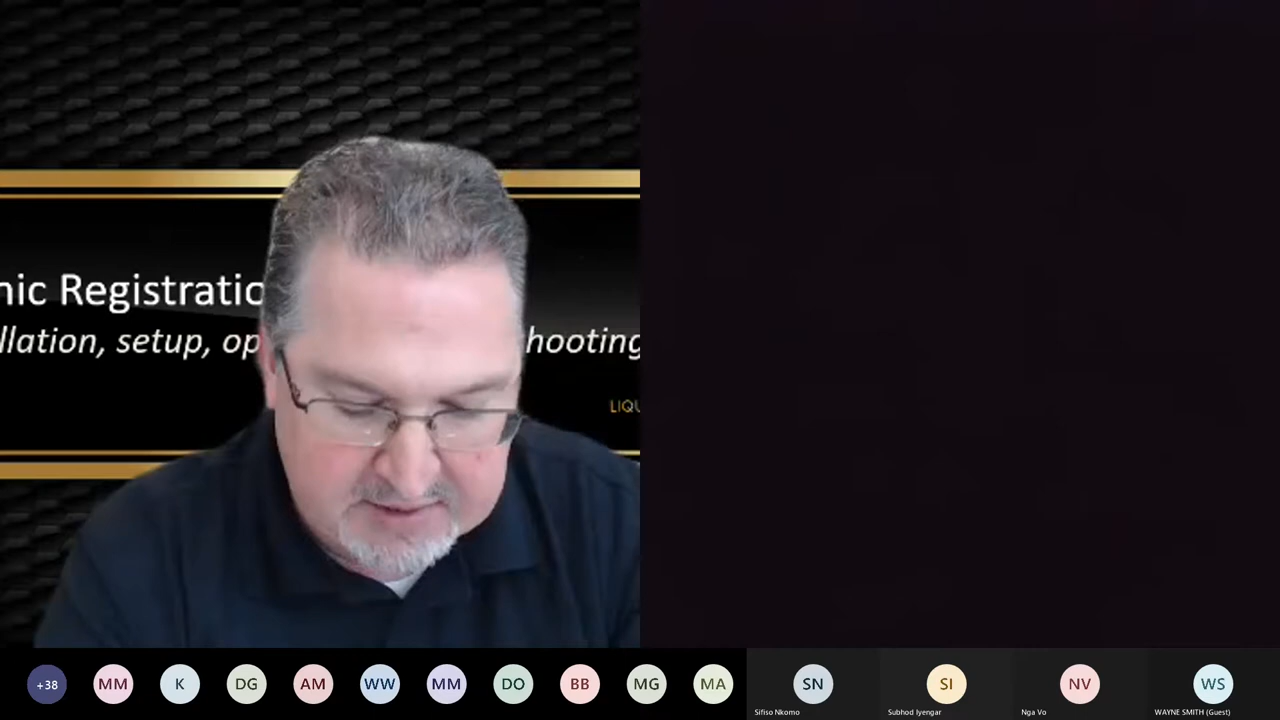 nic Registratio
llation, setup, op hooting
LIQU
+38 MM K DG AM WW MM DO BB MG MA SN SI NV WS
Sifiso Nkomo Subhod Iyengar Nga Vo WAYNE SMITH (Guest)